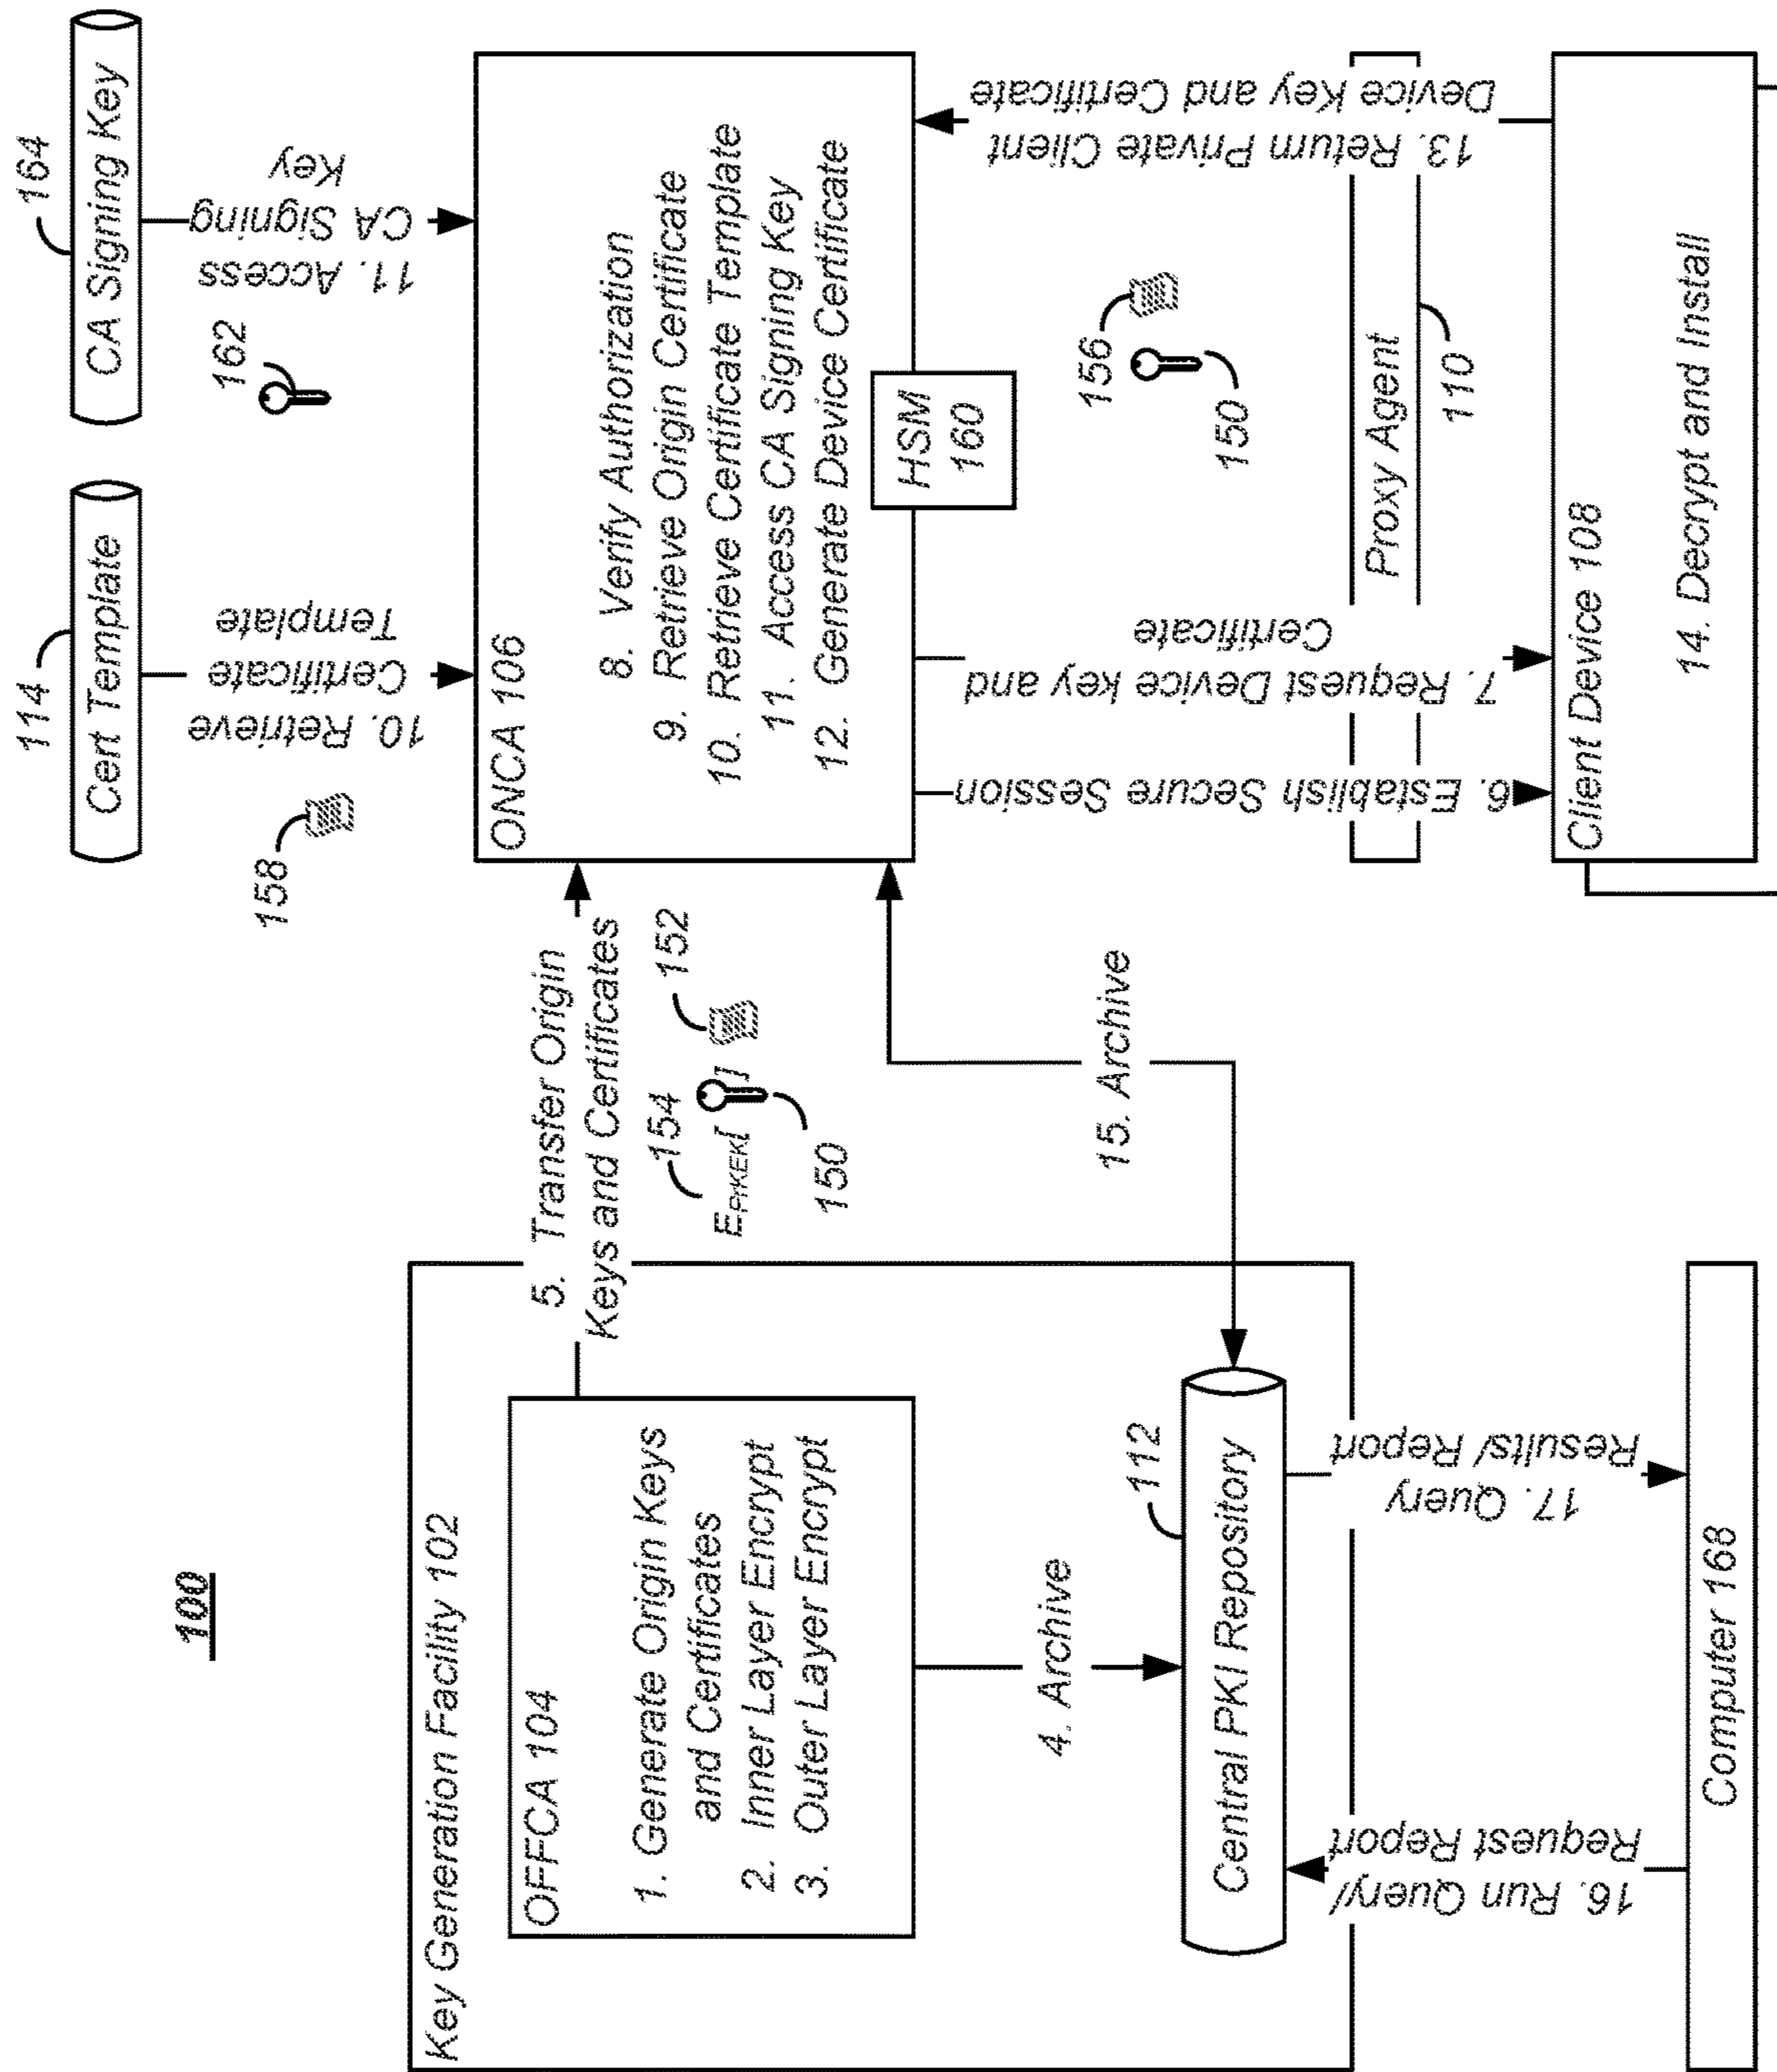 100
Key Generation Facility 102
OFFCA 104
1. Generate Origin Keys
and Certificates
2. Inner Layer Encrypt
3. Outer Layer Encrypt
4. Archive
112
Central PKI Repository
16. Run Query/
Request Report
17. Query
Results/ Report
Computer 168
5. Transfer Origin
Keys and Certificates
154
152
EPrKEK[
]
150
15. Archive
114
Cert Template
158
10. Retrieve
Certificate
Template
164
CA Signing Key
162
11. Access
CA Signing
Key
ONCA 106
8. Verify Authorization
9. Retrieve Origin Certificate
10. Retrieve Certificate Template
11. Access CA Signing Key
12. Generate Device Certificate
HSM
160
6. Establish Secure Session
7. Request Device key and
Certificate
156
150
13. Return Private Client
Device Key and Certificate
Proxy Agent
110
Client Device 108
14. Decrypt and Install